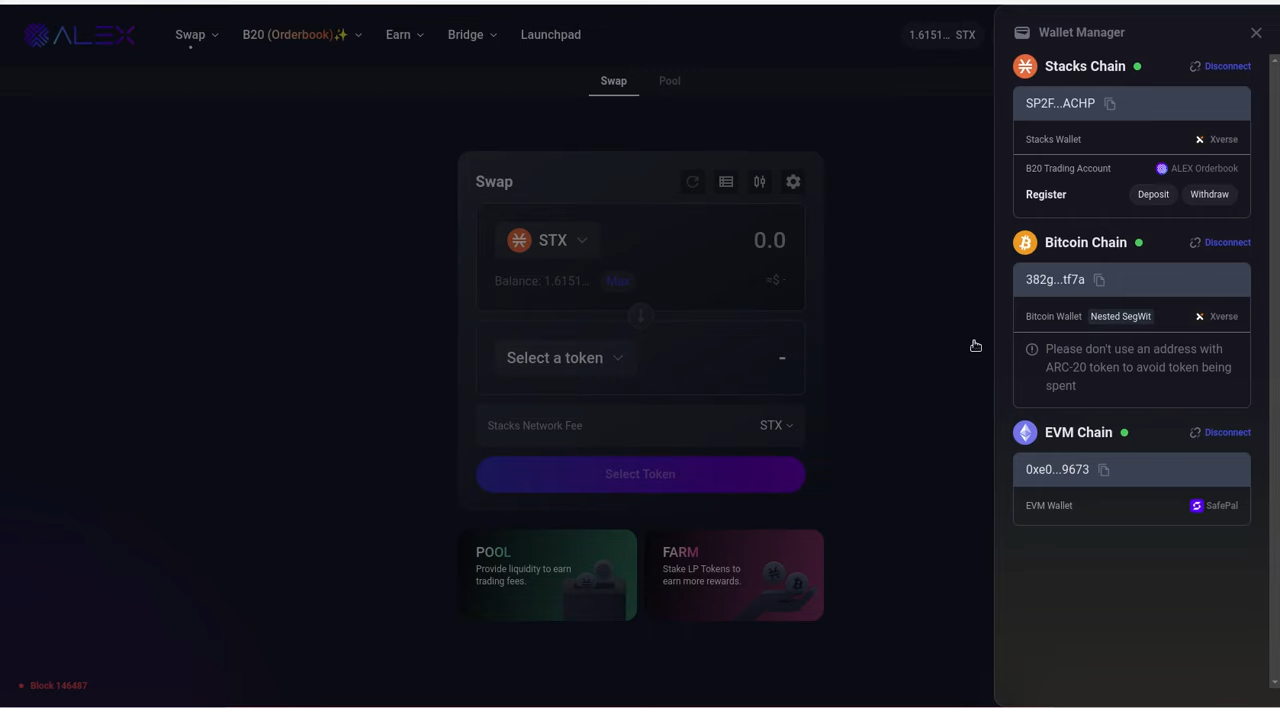 ALEX
Swap
B20 (Orderbook)✨
Earn
Bridge
Launchpad
1.6151... STX
Swap
Pool
Swap
STX
0.0
Balance: 1.6151...
Max
≈$ -
Select a token
-
Stacks Network Fee
STX
Select Token
POOL
Provide liquidity to earn
trading fees.
FARM
Stake LP Tokens to
earn more rewards.
Block 146487
Wallet Manager
Stacks Chain
Disconnect
SP2F...ACHP
Stacks Wallet
Xverse
B20 Trading Account
ALEX Orderbook
Register
Deposit
Withdraw
Bitcoin Chain
Disconnect
382g...tf7a
Bitcoin Wallet
Nested SegWit
Xverse
Please don't use an address with
ARC-20 token to avoid token being
spent
EVM Chain
Disconnect
0xe0...9673
EVM Wallet
SafePal